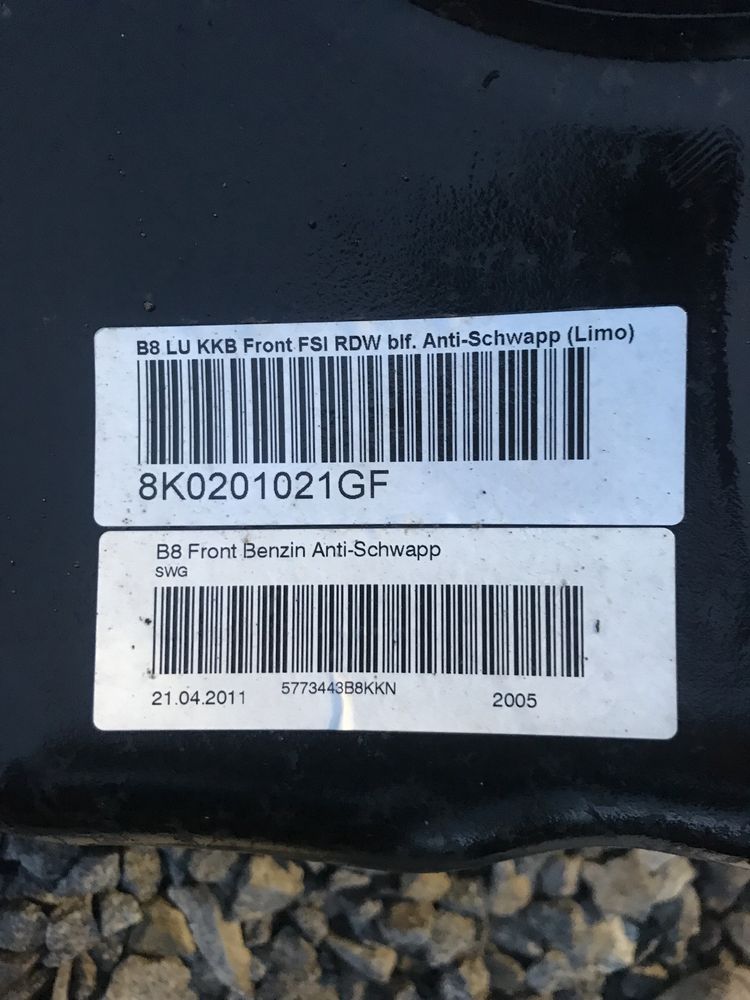 B8 LU KKB Front FSI RDW blf. Anti-Schwapp (Limo)
8K0201021GF
B8 Front Benzin Anti-Schwapp
SWG
21.04.2011 5773443B8KKN 2005